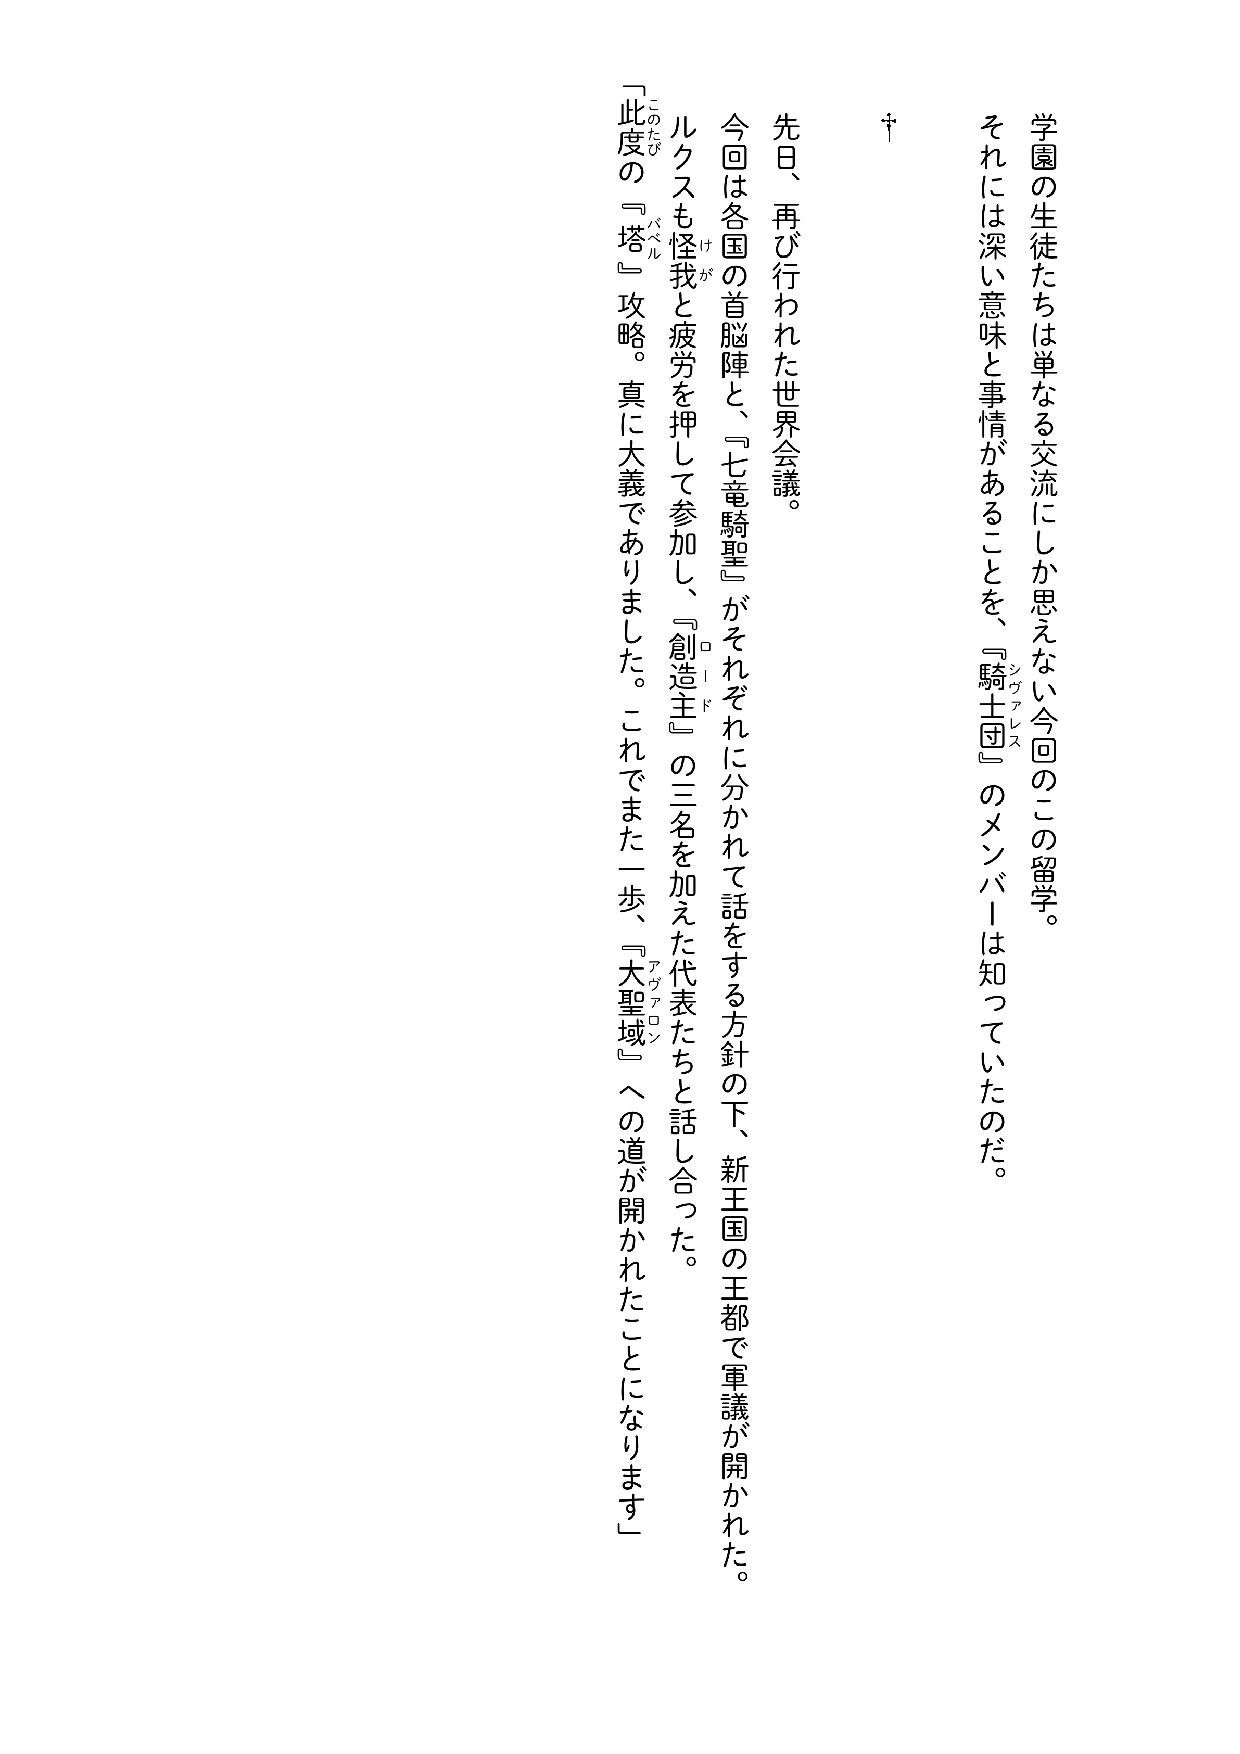 学園の生徒たちは単なる交流にしか思えない今回のこの留学。
それには深い意味と事情があることを、『騎士団』のメンバーは知っていたのだ。
シヴァレス
†
先日、再び行われた世界会議。
今回は各国の首脳陣と、『七竜騎聖』がそれぞれに分かれて話をする方針の下、新王国の王都で軍議が開かれた。
ルクスも怪我と疲労を押して参加し、『創造主』の三名を加えた代表たちと話し合った。
けが
ロード
「此度の『塔』攻略。真に大義でありました。これでまた一歩、『大聖域』への道が開かれたことになります」
このたび
バベル
アヴァロン